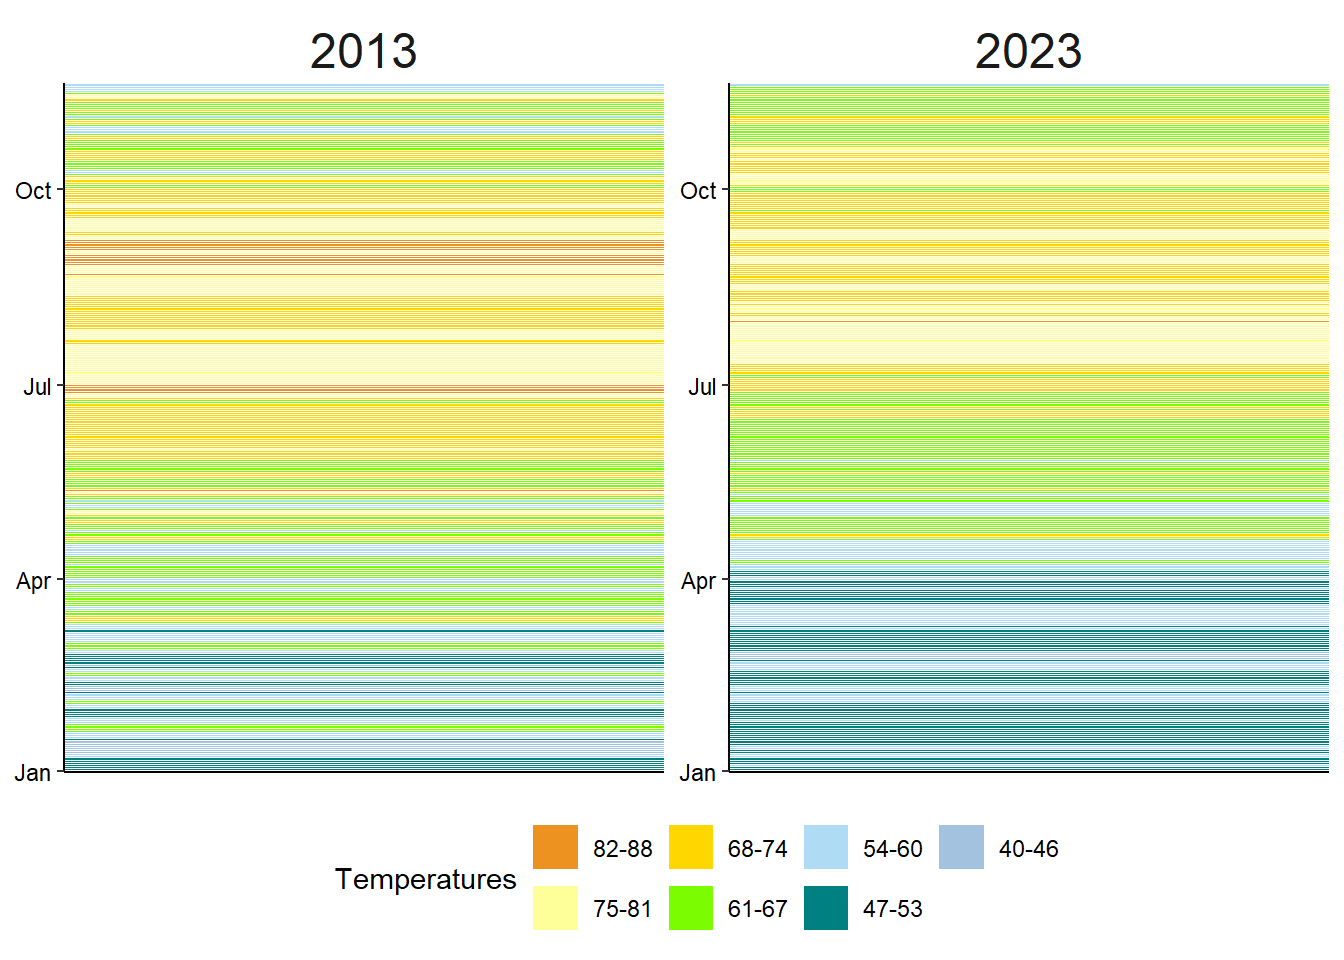 2013 2023
Oct Oct
Jul Jul
Apr Apr
Jan Jan
Temperatures
82-88 68-74 54-60 40-46
75-81 61-67 47-53